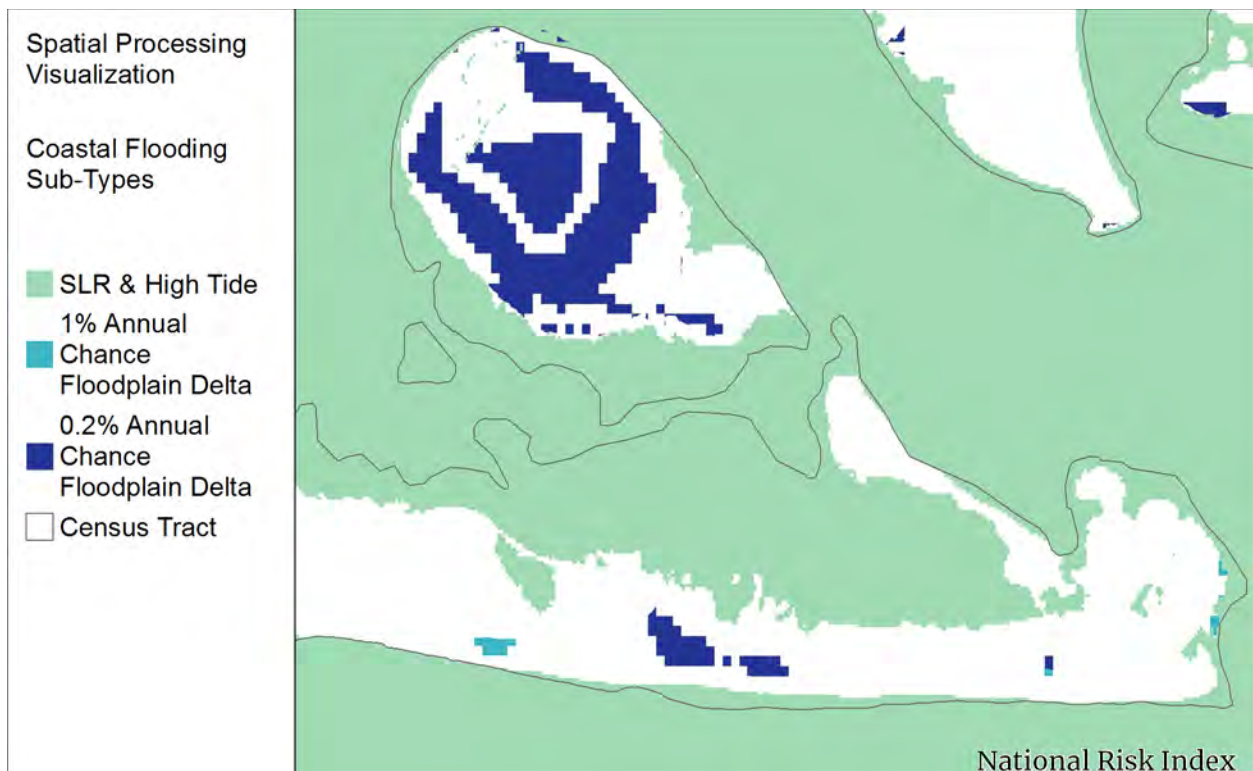 Spatial Processing
Visualization
Coastal Flooding
Sub-Types
SLR & High Tide
1% Annual
Chance
Floodplain Delta
0.2% Annual
Chance
Floodplain Delta
Census Tract
National Risk Index